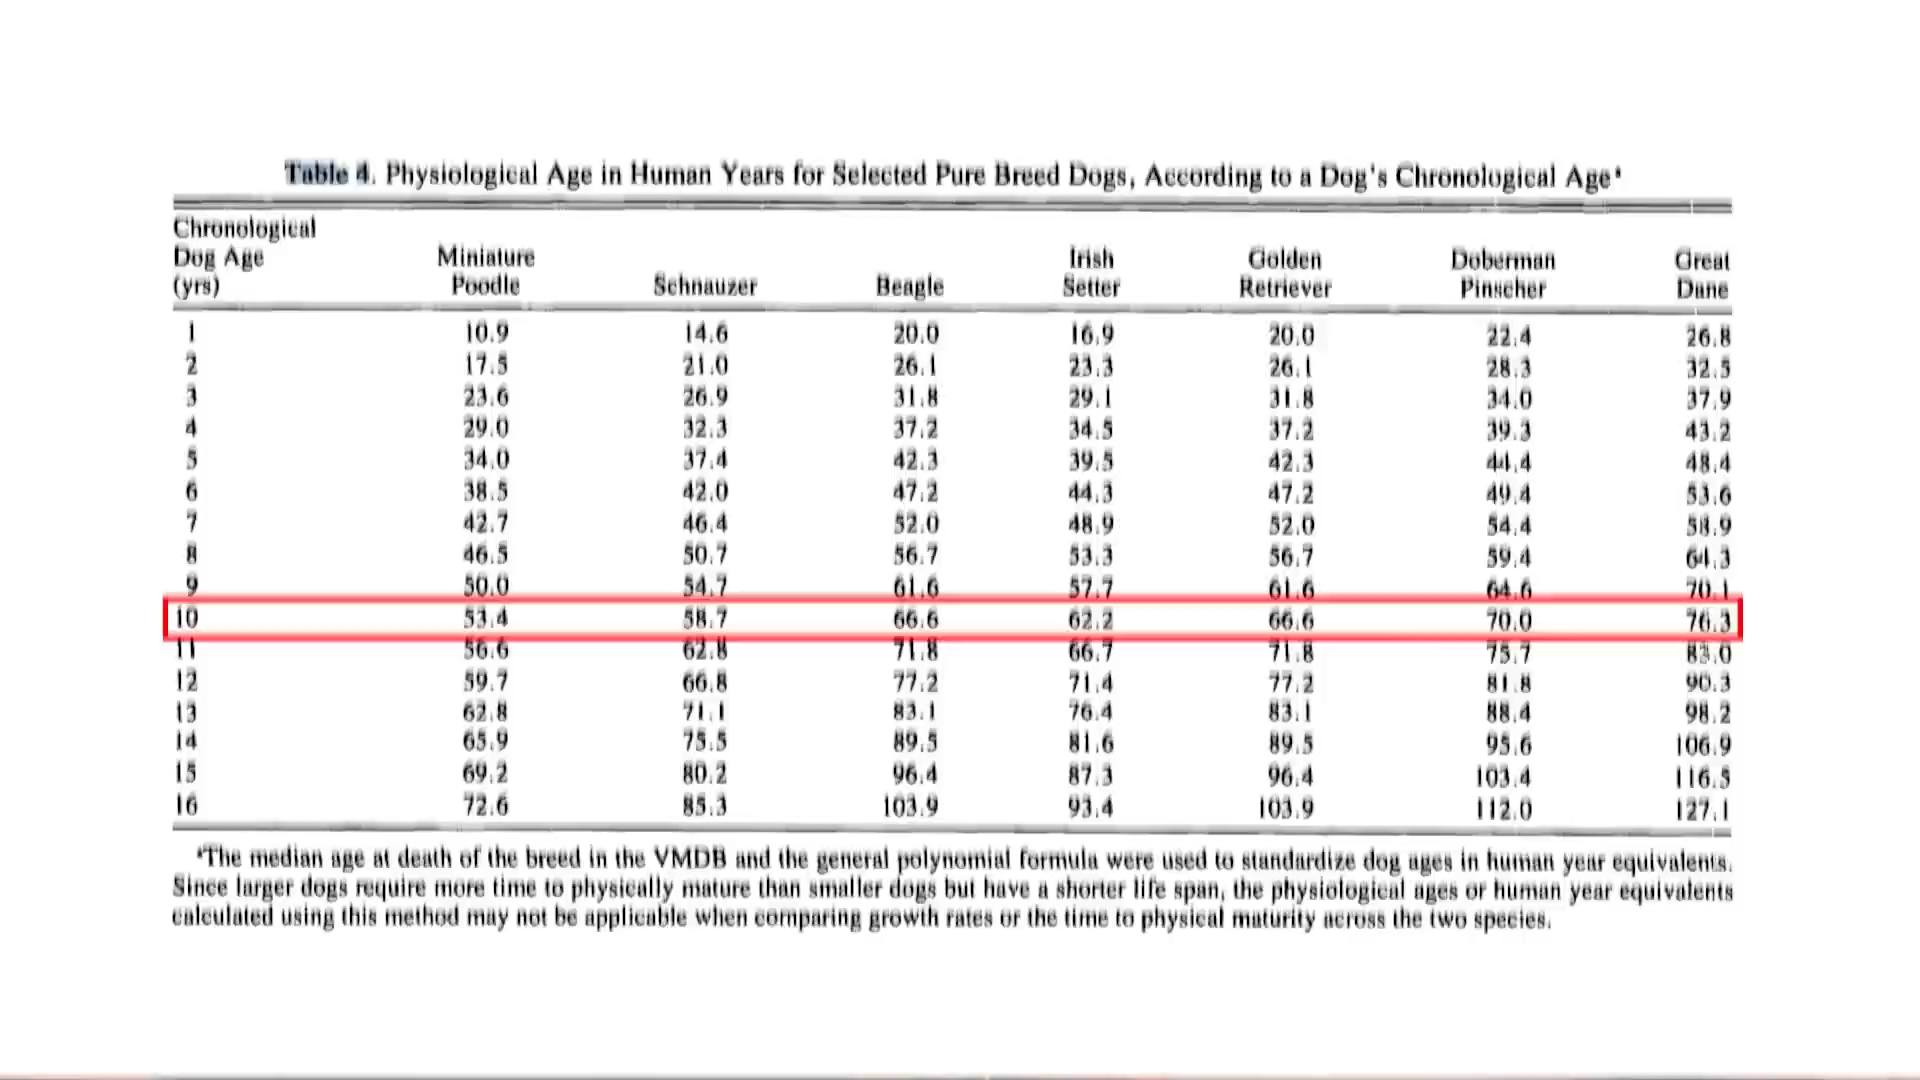 Table 4. Physiological Age in Human Years for Selected Pure Breed Dogs, According to a Dog's Chronological Age*
Chronological
Dog Age Miniature Irish Golden Doberman Great
(yrs) Poodle Schnauzer Beagle Setter Retriever Pinscher Dane
1 10.9 14.6 20.0 16.9 20.0 22.4 26.8
2 17.5 21.0 26.1 23.3 26.1 28.3 32.5
3 23.6 26.9 31.8 29.1 31.8 34.0 37.9
4 29.0 32.3 37.2 34.5 37.2 39.3 43.2
5 34.0 37.4 42.3 39.5 42.3 44.4 48.4
6 38.5 42.0 47.2 44.3 47.2 49.4 53.6
7 42.7 46.4 52.0 48.9 52.0 54.4 58.9
8 46.5 50.7 56.7 53.3 56.7 59.4 64.3
9 50.0 54.7 61.6 57.7 61.6 64.6 70.1
10 53.4 58.7 66.6 62.2 66.6 70.0 76.3
11 56.6 62.8 71.8 66.7 71.8 75.7 83.0
12 59.7 66.8 77.2 71.4 77.2 81.8 90.3
13 62.8 71.1 83.1 76.4 83.1 88.4 98.2
14 65.9 75.5 89.5 81.6 89.5 95.6 106.9
15 69.2 80.2 96.4 87.3 96.4 103.4 116.5
16 72.6 85.3 103.9 93.4 103.9 112.0 127.1
*The median age at death of the breed in the VMDB and the general polynomial formula were used to standardize dog ages in human year equivalents.
Since larger dogs require more time to physically mature than smaller dogs but have a shorter life span, the physiological ages or human year equivalents
calculated using this method may not be applicable when comparing growth rates or the time to physical maturity across the two species.